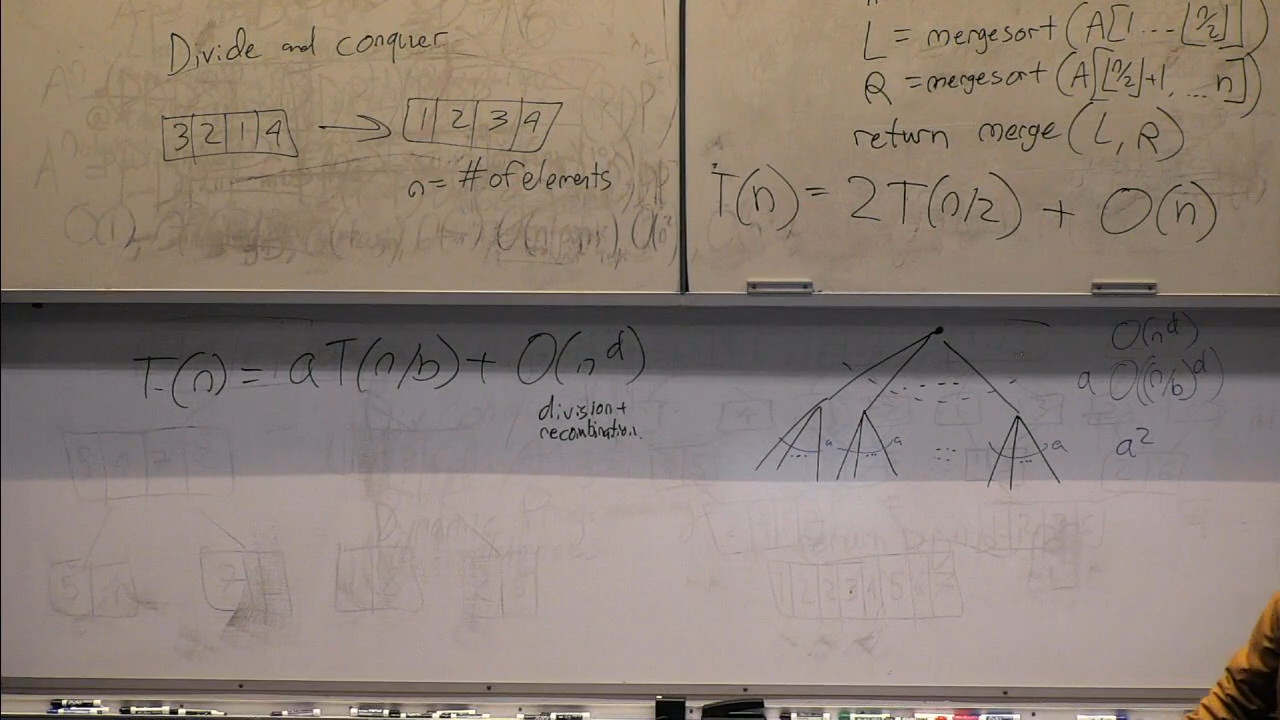 Divide and conquer
3 2 1 4 → 1 2 3 4
n = # of elements
L = mergesort (A[1 ... ⌊n/2⌋])
R = mergesort (A[⌊n/2⌋+1, ... n])
return merge (L, R)
T(n) = 2T(n/2) + O(n)
T(n) = aT(n/b) + O(n^d)
division +
recombination.
O(n^d)
a O((n/b)^d)
a a a
a^2